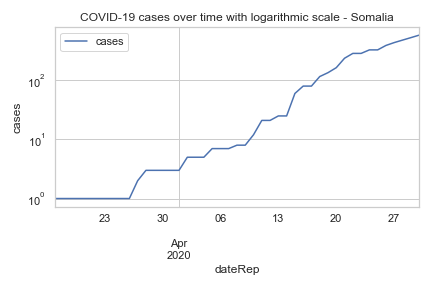 COVID-19 cases over time with logarithmic scale - Somalia
cases
10²
10¹
10⁰
cases
23
30
06
13
20
27
Apr
2020
dateRep